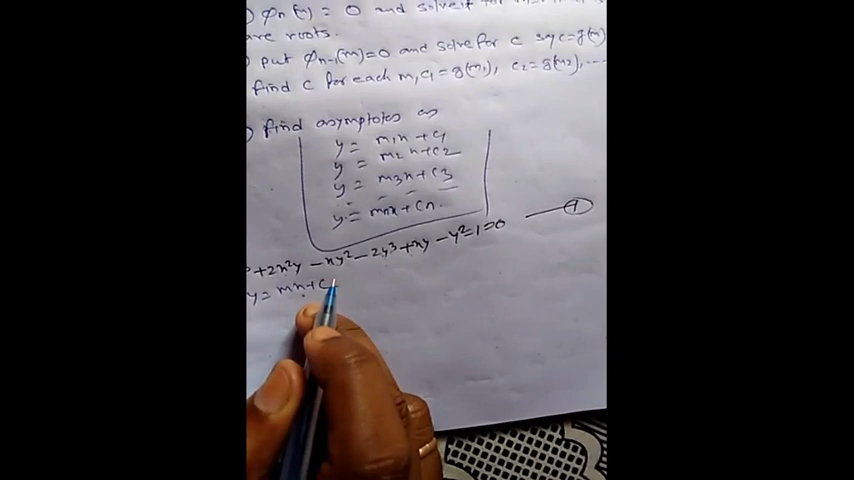 ) φn (m) = 0 and solve it for
are roots.
) put φn-1(m)=0 and solve for c say c=g(m)
find c for each m, c1=g(m1), c2=g(m2), ....
) find asymptotes as
y = m1x + c1
y = m2x + c2
y = m3x + c3
y = mnx + cn.
+2x²y - xy² - 2y³ + xy - y² = 1 = 0 — 1
y = mx + c